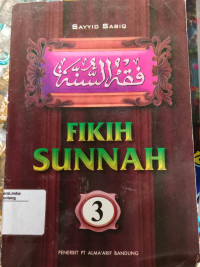 SAYYID SABIQ
فقه السنة
FIKIH
SUNNAH
3
PENERBIT PT ALMA'ARIF BANDUNG